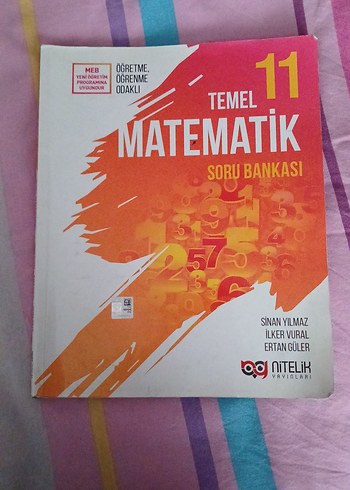 MEB
YENİ ÖĞRETİM
PROGRAMINA
UYGUNDUR
ÖĞRETME,
ÖĞRENME
ODAKLI
11
TEMEL
MATEMATİK
SORU BANKASI
SİNAN YILMAZ
İLKER VURAL
ERTAN GÜLER
NİTELİK
YAYINLARI